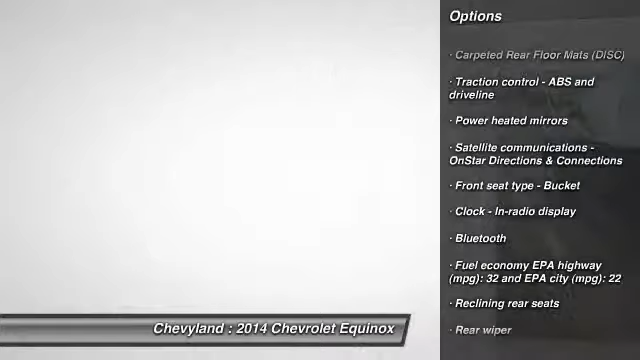 Options
· Carpeted Rear Floor Mats (DISC)
· Traction control - ABS and
driveline
· Power heated mirrors
· Satellite communications -
OnStar Directions & Connections
· Front seat type - Bucket
· Clock - In-radio display
· Bluetooth
· Fuel economy EPA highway
(mpg): 32 and EPA city (mpg): 22
· Reclining rear seats
· Rear wiper
Chevyland : 2014 Chevrolet Equinox